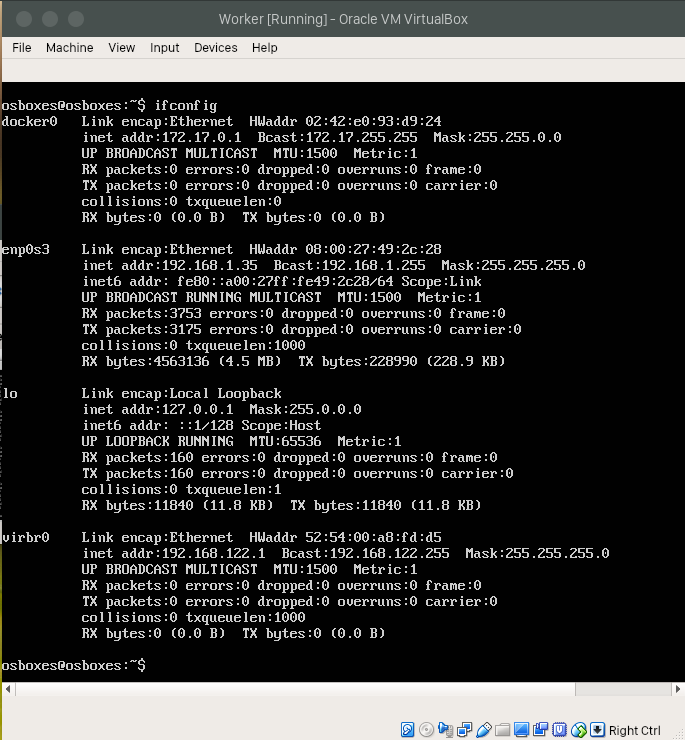 Worker [Running] - Oracle VM VirtualBox
File Machine View Input Devices Help
osboxes@osboxes:~$ ifconfig
docker0   Link encap:Ethernet  HWaddr 02:42:e0:93:d9:24
          inet addr:172.17.0.1  Bcast:172.17.255.255  Mask:255.255.0.0
          UP BROADCAST MULTICAST  MTU:1500  Metric:1
          RX packets:0 errors:0 dropped:0 overruns:0 frame:0
          TX packets:0 errors:0 dropped:0 overruns:0 carrier:0
          collisions:0 txqueuelen:0
          RX bytes:0 (0.0 B)  TX bytes:0 (0.0 B)
enp0s3    Link encap:Ethernet  HWaddr 08:00:27:49:2c:28
          inet addr:192.168.1.35  Bcast:192.168.1.255  Mask:255.255.255.0
          inet6 addr: fe80::a00:27ff:fe49:2c28/64 Scope:Link
          UP BROADCAST RUNNING MULTICAST  MTU:1500  Metric:1
          RX packets:3753 errors:0 dropped:0 overruns:0 frame:0
          TX packets:3175 errors:0 dropped:0 overruns:0 carrier:0
          collisions:0 txqueuelen:1000
          RX bytes:4563136 (4.5 MB)  TX bytes:228990 (228.9 KB)
lo        Link encap:Local Loopback
          inet addr:127.0.0.1  Mask:255.0.0.0
          inet6 addr: ::1/128 Scope:Host
          UP LOOPBACK RUNNING  MTU:65536  Metric:1
          RX packets:160 errors:0 dropped:0 overruns:0 frame:0
          TX packets:160 errors:0 dropped:0 overruns:0 carrier:0
          collisions:0 txqueuelen:1
          RX bytes:11840 (11.8 KB)  TX bytes:11840 (11.8 KB)
virbr0    Link encap:Ethernet  HWaddr 52:54:00:a8:fd:d5
          inet addr:192.168.122.1  Bcast:192.168.122.255  Mask:255.255.255.0
          UP BROADCAST MULTICAST  MTU:1500  Metric:1
          RX packets:0 errors:0 dropped:0 overruns:0 frame:0
          TX packets:0 errors:0 dropped:0 overruns:0 carrier:0
          collisions:0 txqueuelen:1000
          RX bytes:0 (0.0 B)  TX bytes:0 (0.0 B)
osboxes@osboxes:~$
Right Ctrl